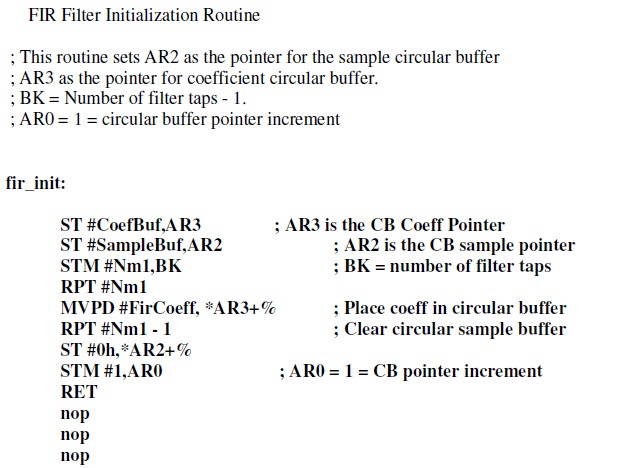 FIR Filter Initialization Routine
; This routine sets AR2 as the pointer for the sample circular buffer
; AR3 as the pointer for coefficient circular buffer.
; BK = Number of filter taps - 1.
; AR0 = 1 = circular buffer pointer increment
fir_init:
ST #CoefBuf,AR3 ; AR3 is the CB Coeff Pointer
ST #SampleBuf,AR2 ; AR2 is the CB sample pointer
STM #Nm1,BK ; BK = number of filter taps
RPT #Nm1
MVPD #FirCoeff, *AR3+% ; Place coeff in circular buffer
RPT #Nm1 - 1 ; Clear circular sample buffer
ST #0h,*AR2+%
STM #1,AR0 ; AR0 = 1 = CB pointer increment
RET
nop
nop
nop